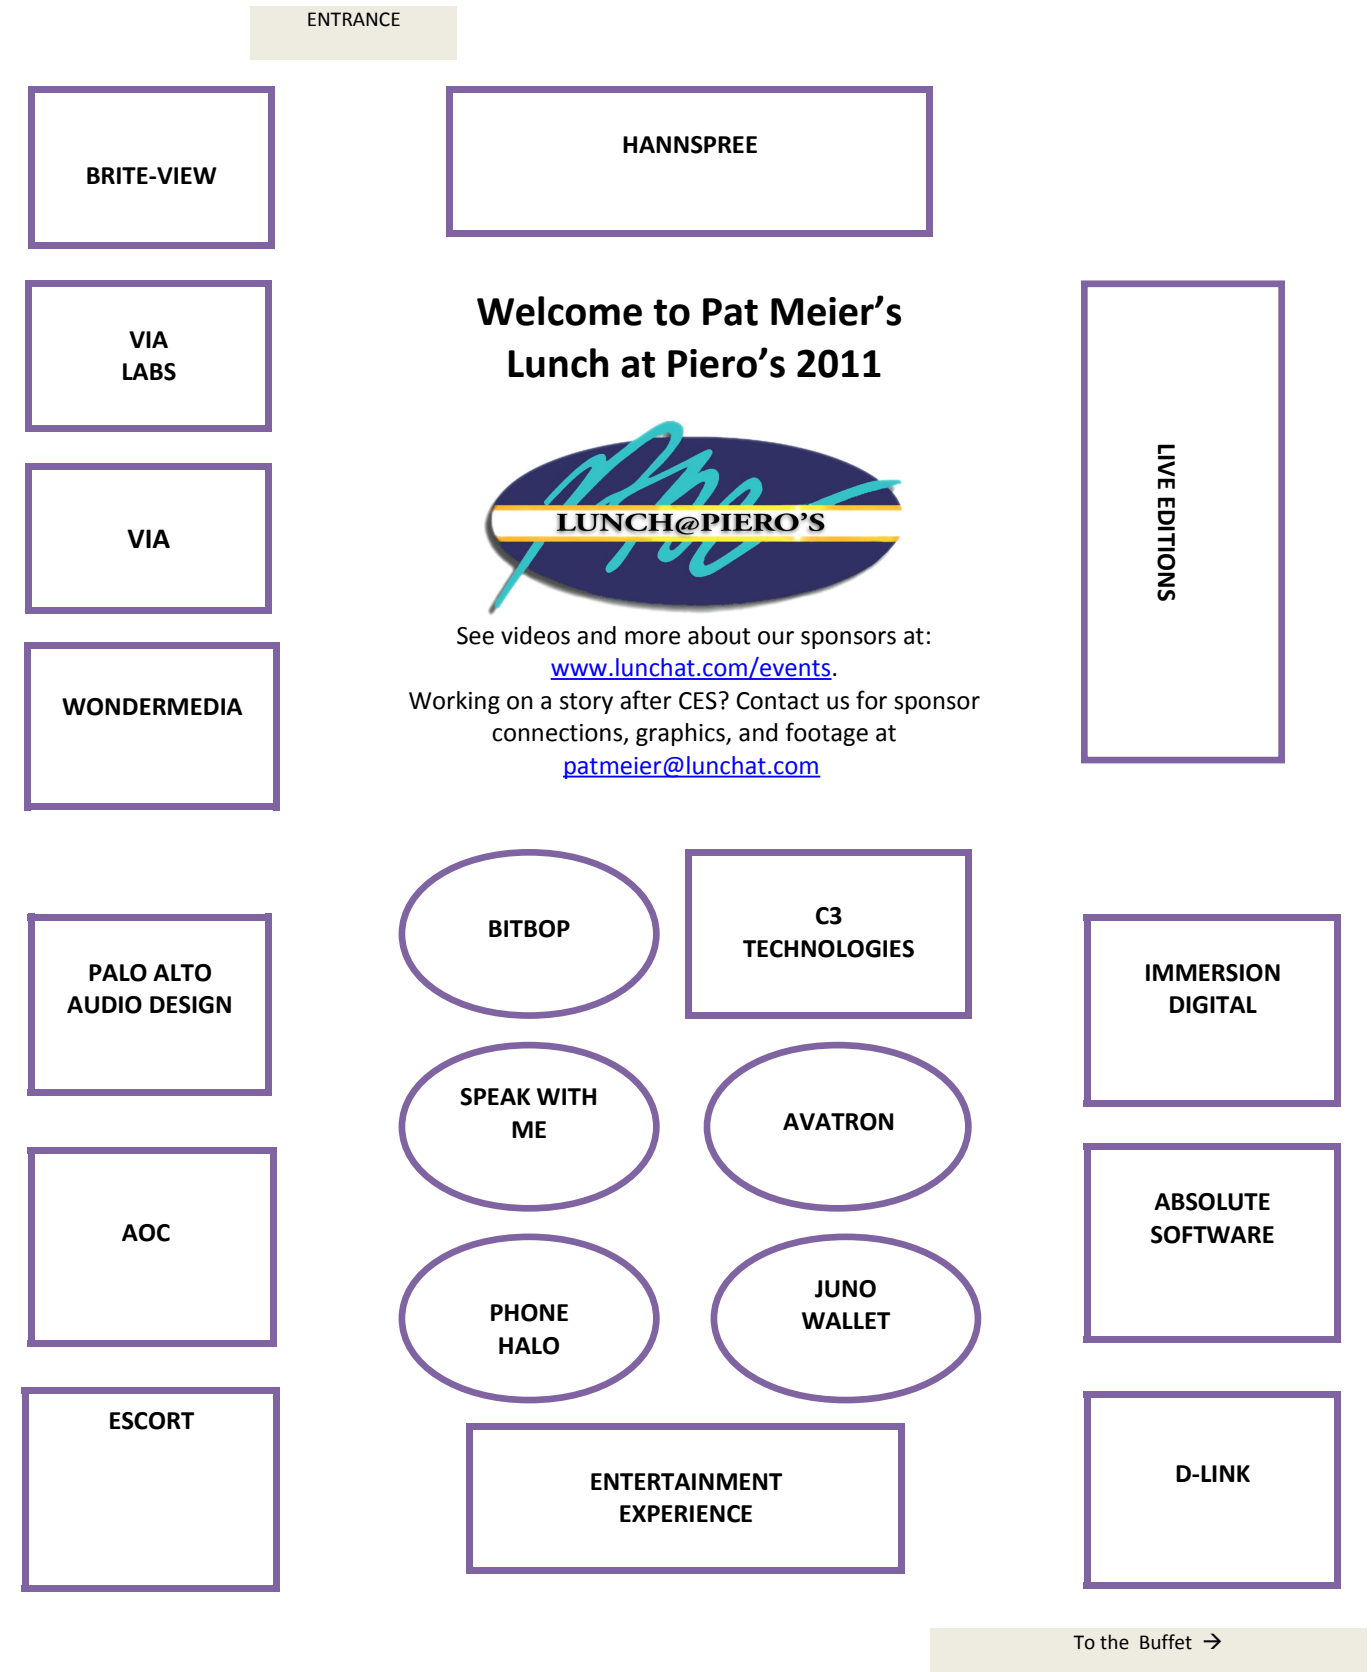 ENTRANCE
BRITE-VIEW
HANNSPREE
VIA
LABS
Welcome to Pat Meier’s
Lunch at Piero’s 2011
LUNCH@PIERO’S
VIA
LIVE EDITIONS
See videos and more about our sponsors at:
www.lunchat.com/events.
Working on a story after CES? Contact us for sponsor
connections, graphics, and footage at
patmeier@lunchat.com
WONDERMEDIA
BITBOP
C3
TECHNOLOGIES
PALO ALTO
AUDIO DESIGN
IMMERSION
DIGITAL
SPEAK WITH
ME
AVATRON
AOC
ABSOLUTE
SOFTWARE
PHONE
HALO
JUNO
WALLET
ESCORT
ENTERTAINMENT
EXPERIENCE
D-LINK
To the  Buffet →